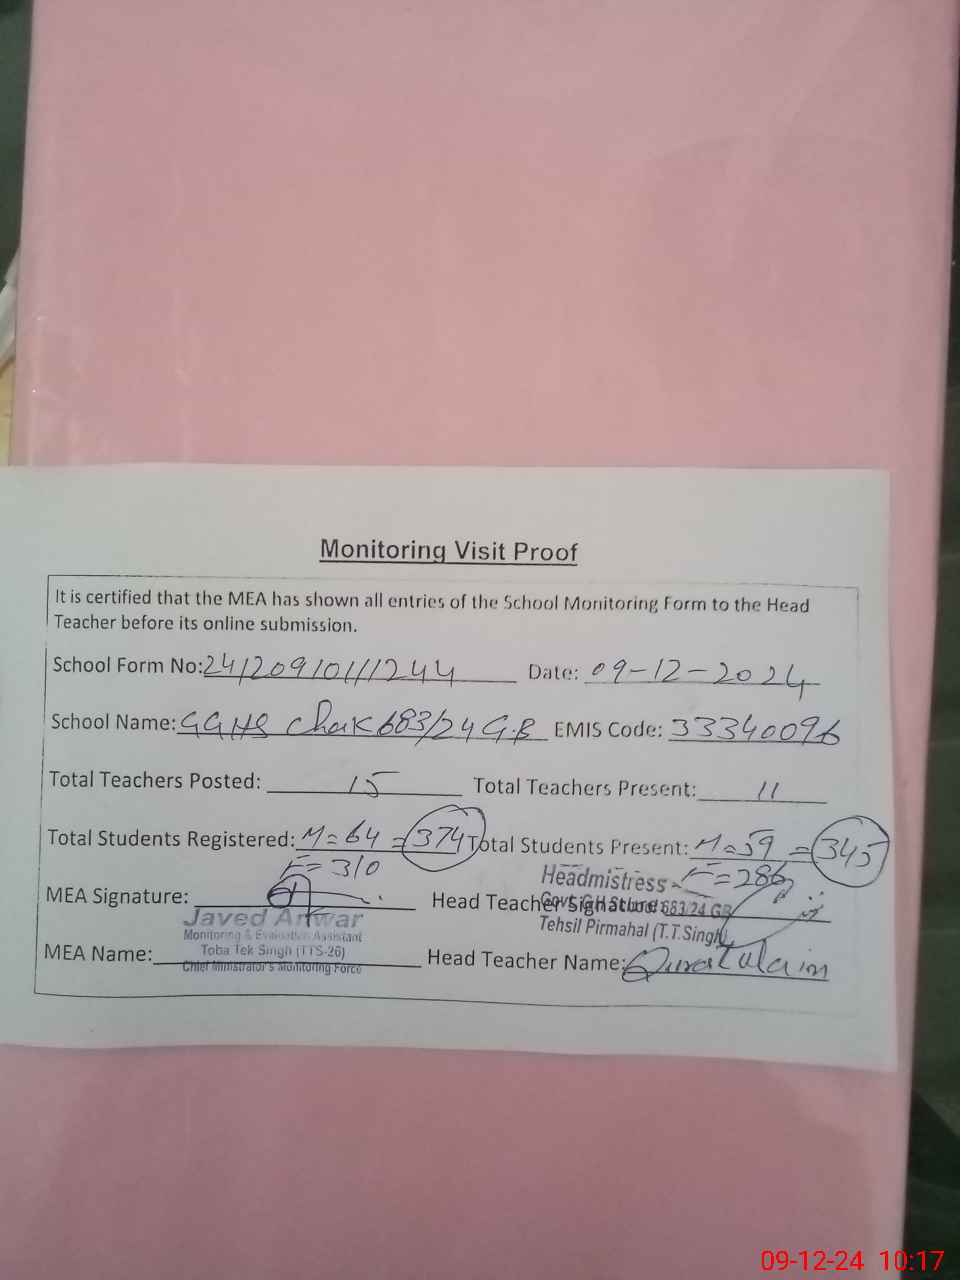 Monitoring Visit Proof
It is certified that the MEA has shown all entries of the School Monitoring Form to the Head
Teacher before its online submission.
School Form No: 24120910111244 Date: 09-12-2024
School Name: GGHS Chak 683/24 G.B EMIS Code: 33340096
Total Teachers Posted: 15 Total Teachers Present: 11
Total Students Registered: M=64 =374 Total Students Present: M=59 =345
F=310 F=286
MEA Signature: Head Teacher Signature:
Headmistress
Govt. G.H.S 683/24 GB
Tehsil Pirmahal (T.T.Singh)
Javed Anwar
Monitoring & Evaluation Assistant
Toba Tek Singh (TTS-26)
Chief Ministrator's Monitoring Force
MEA Name: Head Teacher Name: Qurat Ulain
09-12-24 10:17